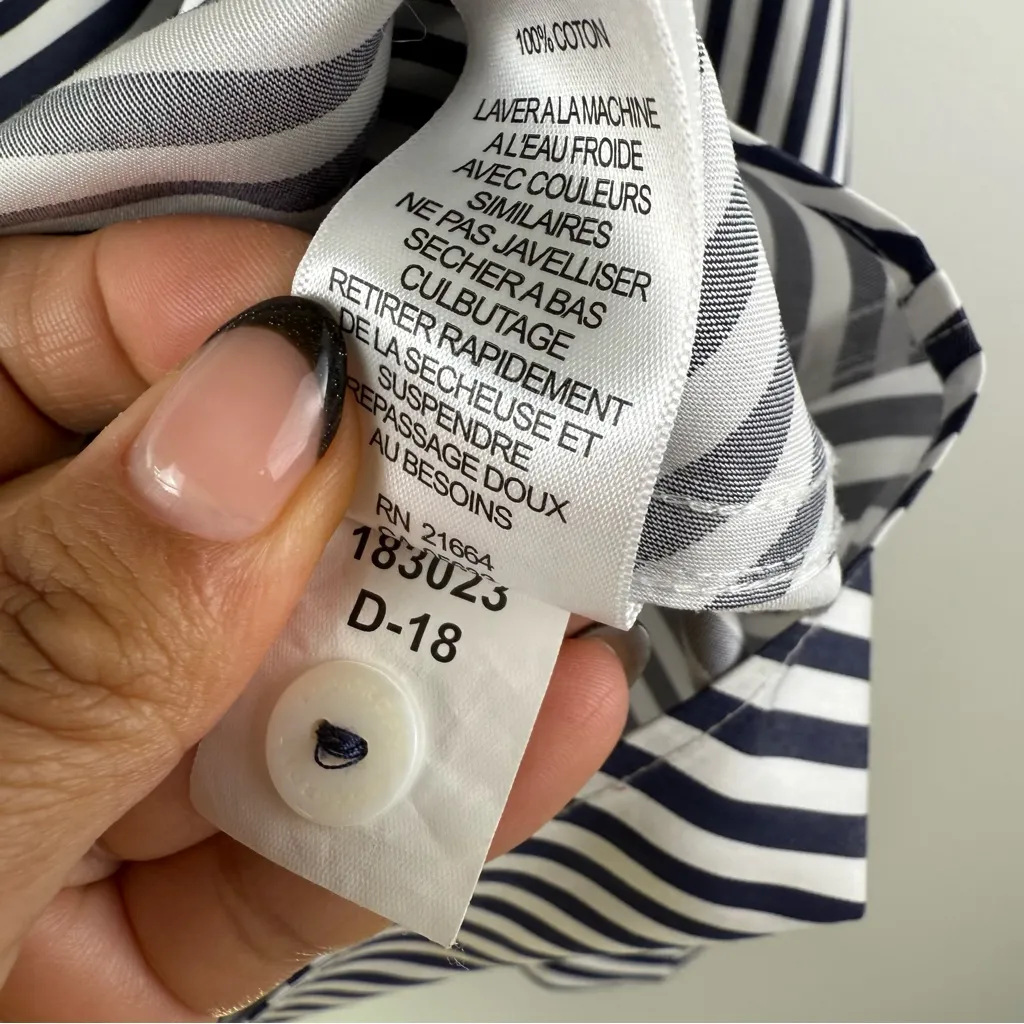 100% COTON
LAVER A LA MACHINE
A L'EAU FROIDE
AVEC COULEURS
SIMILAIRES
NE PAS JAVELLISER
SECHER A BAS
CULBUTAGE
RETIRER RAPIDEMENT
DE LA SECHEUSE ET
SUSPENDRE
REPASSAGE DOUX
AU BESOINS
RN 21664
183023
D-18